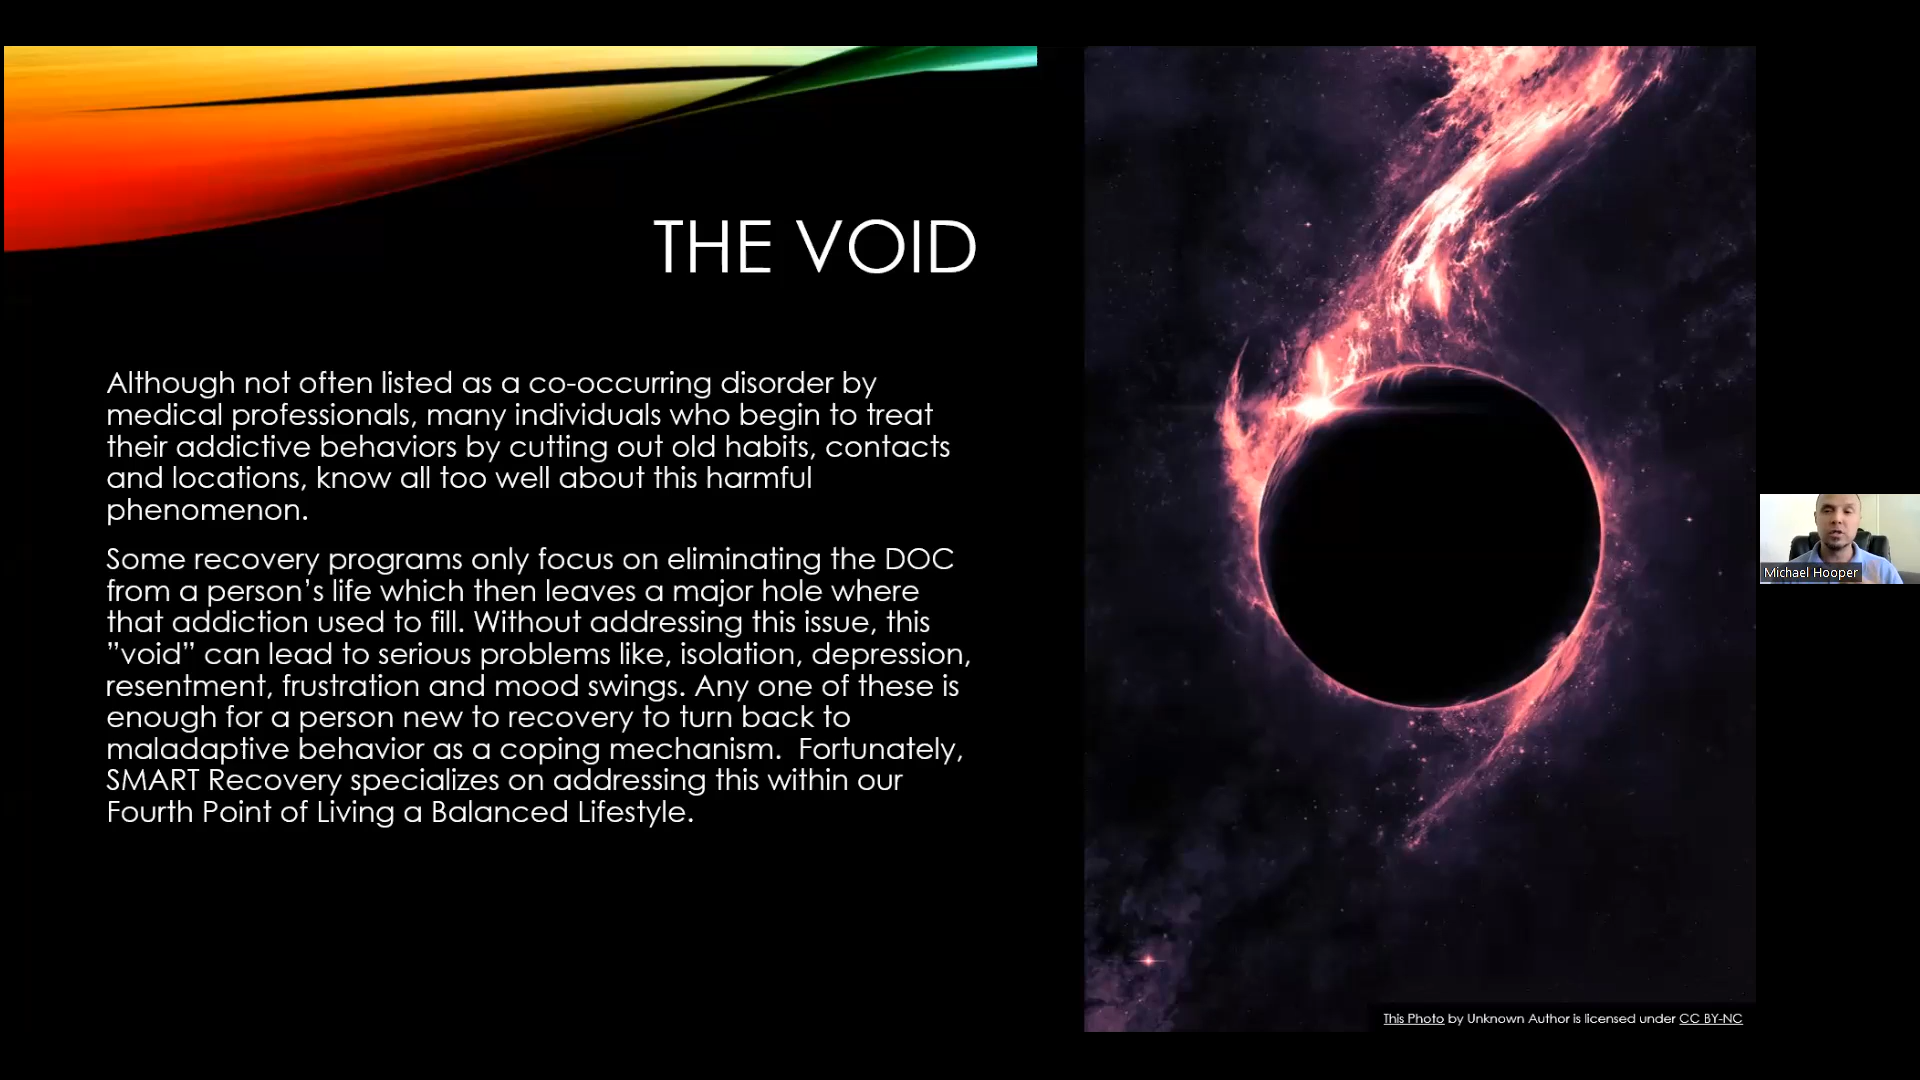 THE VOID
Although not often listed as a co-occurring disorder by
medical professionals, many individuals who begin to treat
their addictive behaviors by cutting out old habits, contacts
and locations, know all too well about this harmful
phenomenon.
Some recovery programs only focus on eliminating the DOC
from a person’s life which then leaves a major hole where
that addiction used to fill. Without addressing this issue, this
”void” can lead to serious problems like, isolation, depression,
resentment, frustration and mood swings. Any one of these is
enough for a person new to recovery to turn back to
maladaptive behavior as a coping mechanism.  Fortunately,
SMART Recovery specializes on addressing this within our
Fourth Point of Living a Balanced Lifestyle.
Michael Hooper
This Photo by Unknown Author is licensed under CC BY-NC